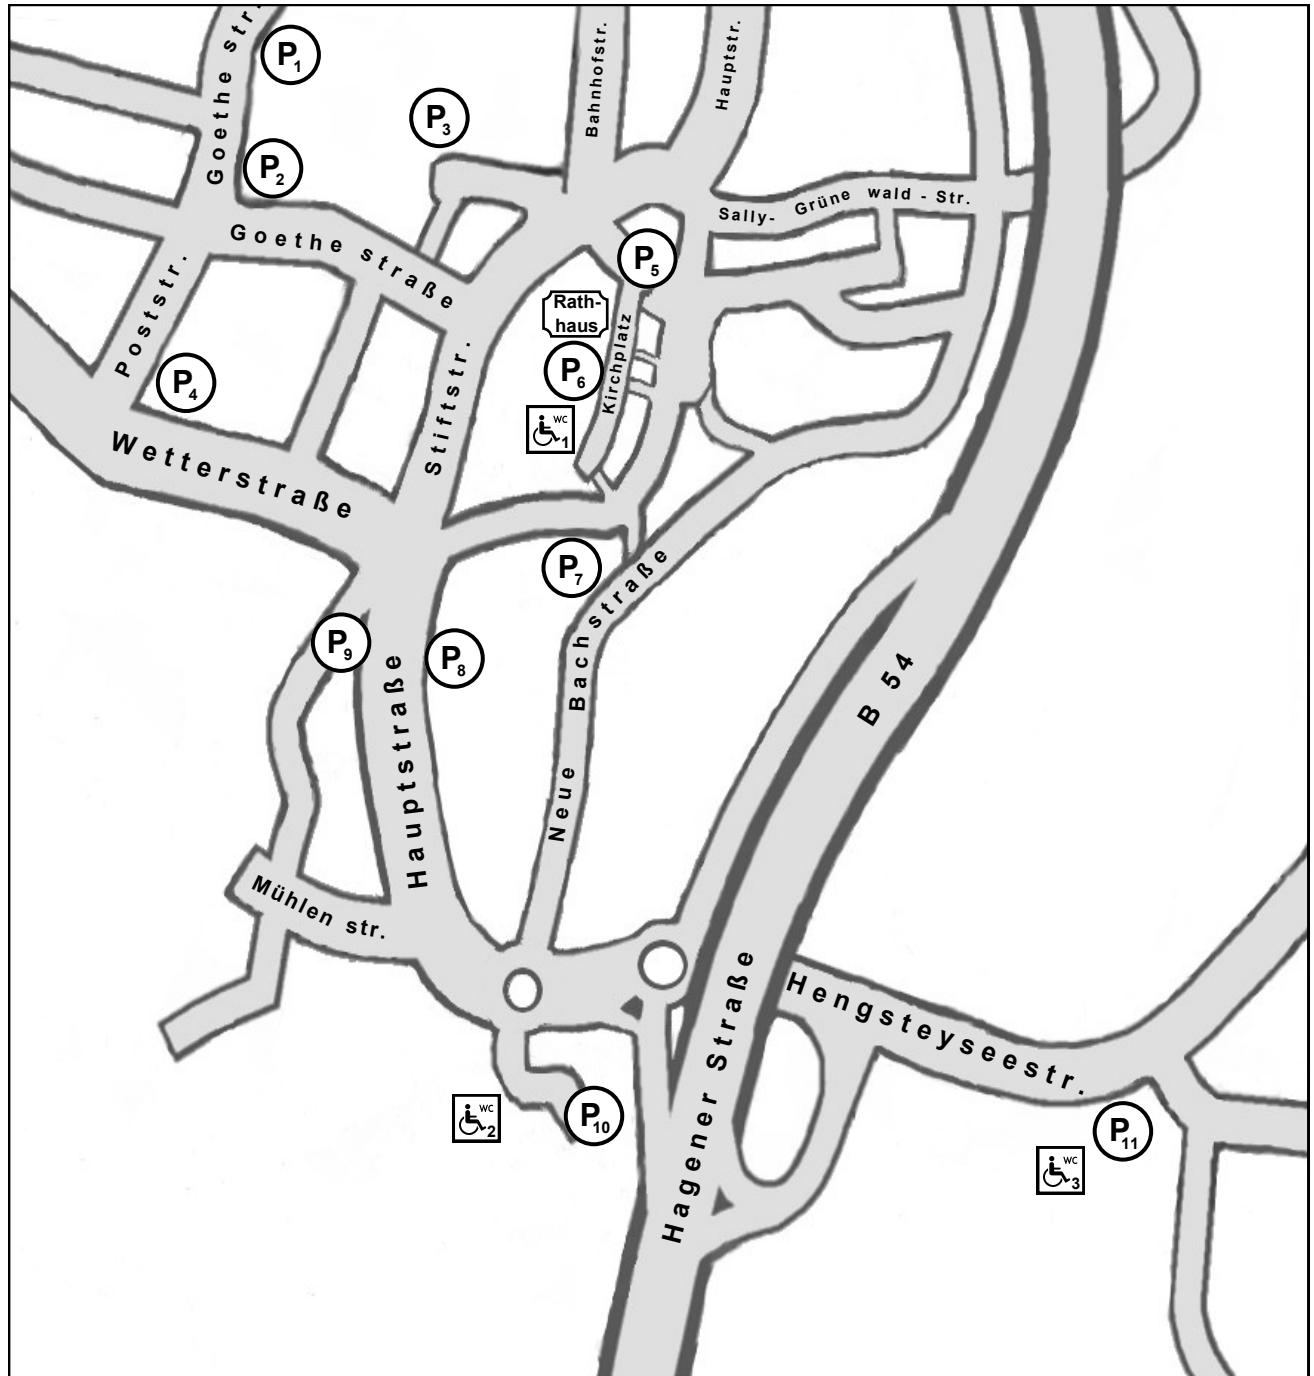 Goethe str.
P1
Bahnhofstr.
Hauptstr.
P3
P2
Sally- Grüne wald - Str.
Goethe straße
P5
Poststr.
Rath-
haus
Kirchplatz
P4
P6
Stiftstr.
WC 1
Wetterstraße
P7
Neue Bach straße
P9
P8
B 54
Hauptstraße
Mühlen str.
Hengsteyseestr.
Hagener Straße
WC 2
P10
P11
WC 3